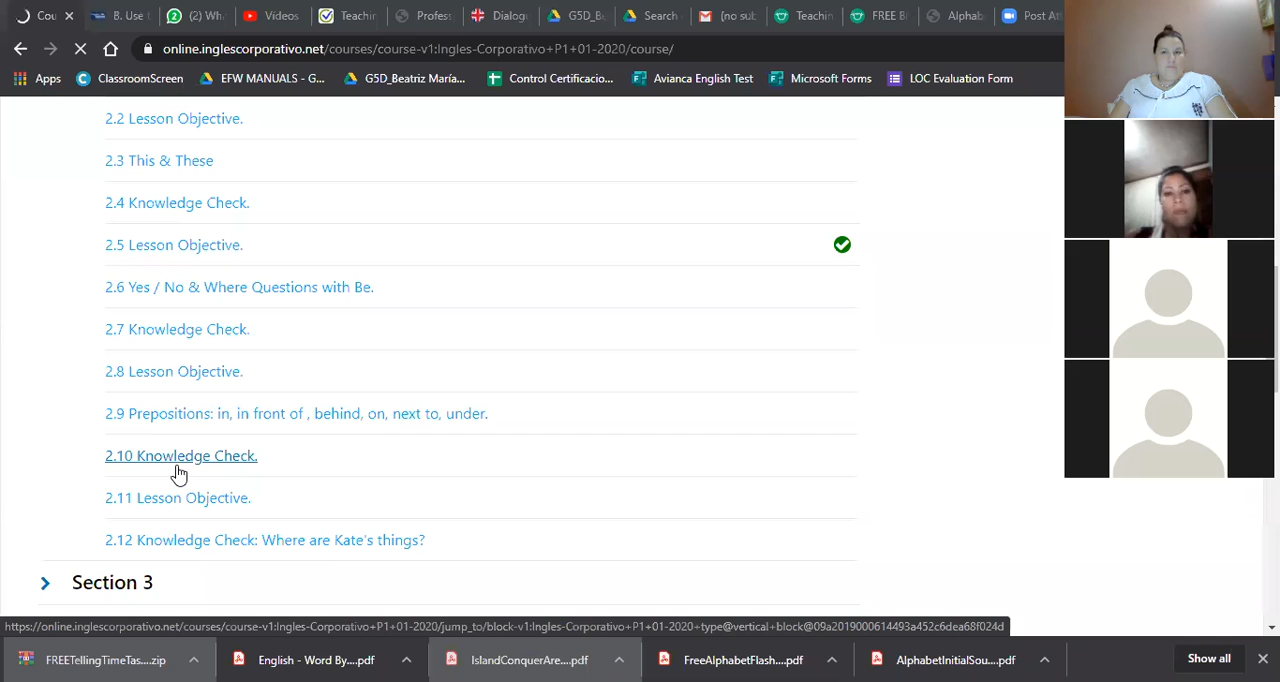 Cou
B. Use t
(2) Wha
Videos
Teachin
Profes
Dialog
G5D_Be
Search
(no sub
Teachin
FREE B
Alphab
Post Att
online.inglescorporativo.net/courses/course-v1:Ingles-Corporativo+P1+01-2020/course/
Apps
ClassroomScreen
EFW MANUALS - G...
G5D_Beatriz María...
Control Certificacio...
Avianca English Test
Microsoft Forms
LOC Evaluation Form
2.2 Lesson Objective.
2.3 This & These
2.4 Knowledge Check.
2.5 Lesson Objective.
2.6 Yes / No & Where Questions with Be.
2.7 Knowledge Check.
2.8 Lesson Objective.
2.9 Prepositions: in, in front of , behind, on, next to, under.
2.10 Knowledge Check.
2.11 Lesson Objective.
2.12 Knowledge Check: Where are Kate's things?
Section 3
https://online.inglescorporativo.net/courses/course-v1:Ingles-Corporativo+P1+01-2020/jump_to/block-v1:Ingles-Corporativo+P1+01-2020+type@vertical+block@09a2019000614493a452c6dea68f024d
FREETellingTimeTas....zip
English - Word By....pdf
IslandConquerAre....pdf
FreeAlphabetFlash....pdf
AlphabetInitialSou....pdf
Show all